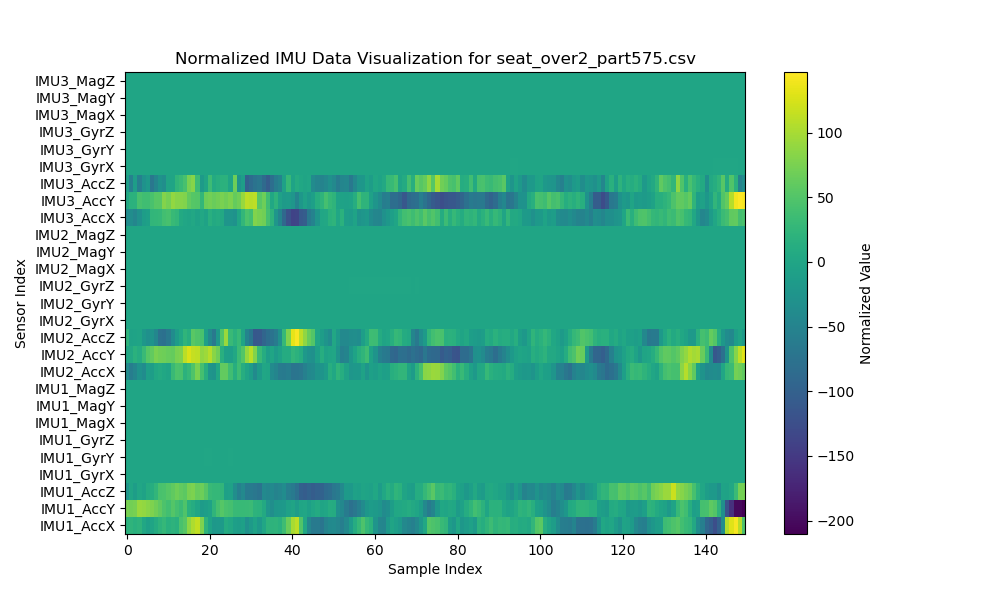 Normalized IMU Data Visualization for seat_over2_part575.csv
IMU3_MagZ
IMU3_MagY
IMU3_MagX
IMU3_GyrZ
IMU3_GyrY
IMU3_GyrX
IMU3_AccZ
IMU3_AccY
IMU3_AccX
IMU2_MagZ
IMU2_MagY
IMU2_MagX
IMU2_GyrZ
IMU2_GyrY
IMU2_GyrX
IMU2_AccZ
IMU2_AccY
IMU2_AccX
IMU1_MagZ
IMU1_MagY
IMU1_MagX
IMU1_GyrZ
IMU1_GyrY
IMU1_GyrX
IMU1_AccZ
IMU1_AccY
IMU1_AccX
Sensor Index
0 20 40 60 80 100 120 140
Sample Index
100
50
0
−50
−100
−150
−200
Normalized Value